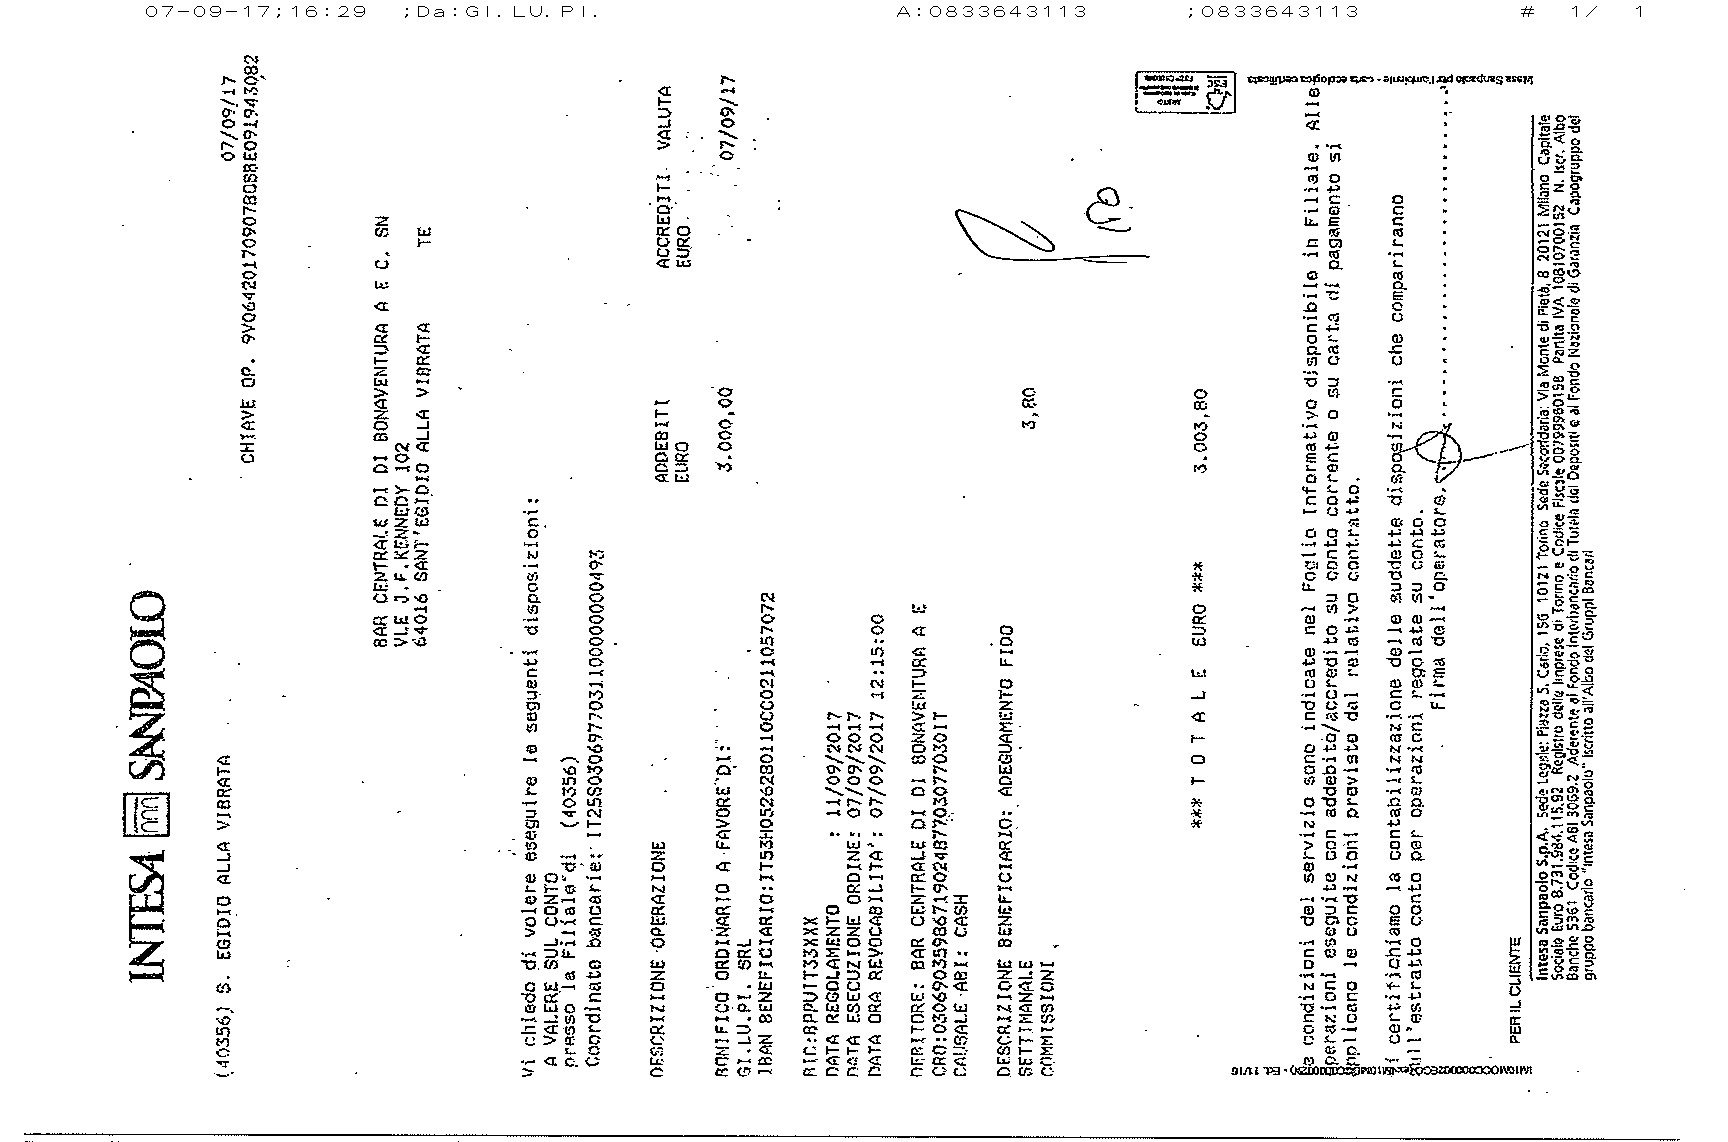 07-09-17;16:29 ;Da:GI.LU.PI. A:0833643113 ;0833643113 # 1/ 1
INTESA SANPAOLO
(40356) S. EGIDIO ALLA VIBRATA 07/09/17
CHIAVE OP. 9V0642017090780SBE0919943082
BAR CENTRALE DI DI BONAVENTURA A E C. SN
VLE J.F.KENNEDY 102
64016 SANT'EGIDIO ALLA VIBRATA TE
Vi chiedo di volere eseguire le seguenti disposizioni:
A VALERE SUL CONTO
presso la Filiale di (40356)
Coordinate bancarie: IT25S0306977031100000000493
DESCRIZIONE OPERAZIONE ADDEBITI ACCREDITI VALUTA
EURO EURO
BONIFICO ORDINARIO A FAVORE DI: 3.000,00 07/09/17
GI.LU.PI. SRL
IBAN BENEFICIARIO:IT53H0526280110CC0211057072
BIC:BPPUIT33XXX
DATA REGOLAMENTO : 11/09/2017
DATA ESECUZIONE ORDINE: 07/09/2017
DATA ORA REVOCABILITA': 07/09/2017 12:15:00
DEBITORE: BAR CENTRALE DI DI BONAVENTURA A E
CRO:0306903598671902487703077030IT
CAUSALE ABI: CASH
DESCRIZIONE BENEFICIARIO: ADEGUAMENTO FIDO
SETTIMANALE
COMMISSIONI 3,80
*** T O T A L E EURO *** 3.003,80
e condizioni del servizio sono indicate nel Foglio Informativo disponibile in Filiale. Alle
perazioni eseguite con addebito/accredito su conto corrente o su carta di pagamento si
pplicano le condizioni previste dal relativo contratto.
i certifichiamo la contabilizzazione delle suddette disposizioni che compariranno
ull'estratto conto per operazioni regolate su conto.
Firma dell'operatore
PER IL CLIENTE
Intesa Sanpaolo S.p.A. Sede Legale: Piazza S. Carlo, 156 10121 Torino Sede Secondaria: Via Monte di Pietà, 8 20121 Milano Capitale
Sociale Euro 8.731.984.115,92 Registro delle Imprese di Torino e Codice Fiscale 00799960158 Partita IVA 10810700152 N. Iscr. Albo
Banche 5361 Codice ABI 3069.2 Aderente al Fondo Interbancario di Tutela dei Depositi e al Fondo Nazionale di Garanzia Capogruppo del
gruppo bancario "Intesa Sanpaolo" Iscritto all'Albo dei Gruppi Bancari
Intesa Sanpaolo per l'ambiente - carta ecologica certificata
FSC
Ed. 11/16